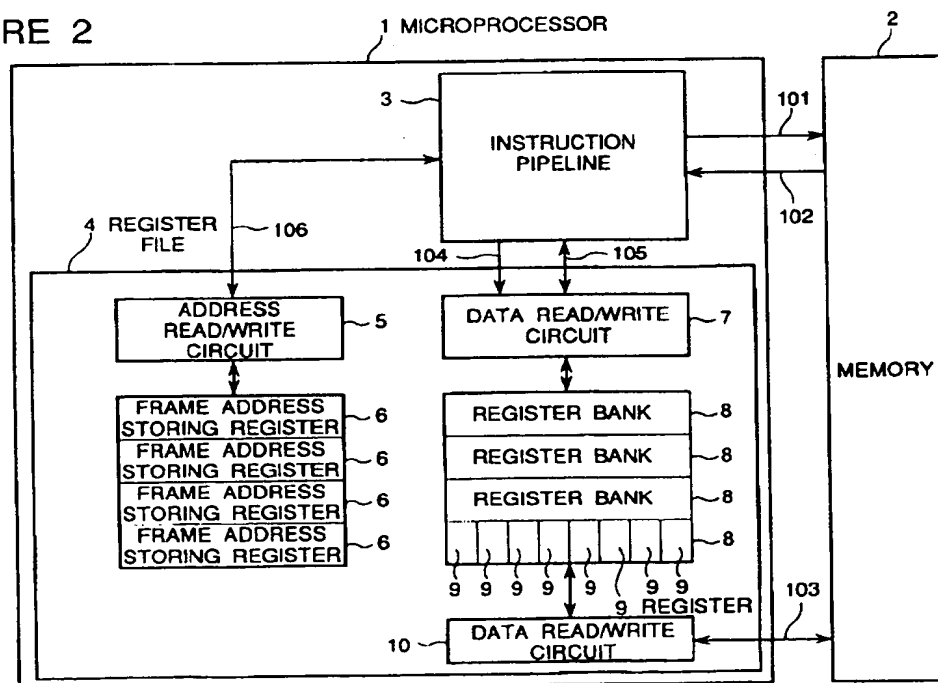 RE 2
1 MICROPROCESSOR
2
3
INSTRUCTION
PIPELINE
101
102
4 REGISTER
FILE
106
104
105
ADDRESS
READ/WRITE
CIRCUIT
5
DATA READ/WRITE
CIRCUIT
7
MEMORY
FRAME ADDRESS
STORING REGISTER
6
FRAME ADDRESS
STORING REGISTER
6
FRAME ADDRESS
STORING REGISTER
6
FRAME ADDRESS
STORING REGISTER
6
REGISTER BANK
8
REGISTER BANK
8
REGISTER BANK
8
8
9 9 9 9 9 9 9 9
REGISTER
103
10
DATA READ/WRITE
CIRCUIT